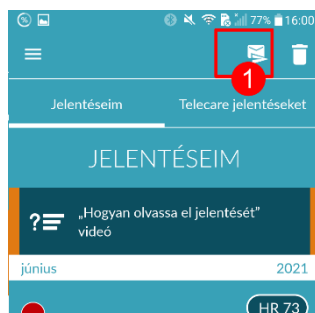 77% 16:00
1
Jelentéseim Telecare jelentéseket
JELENTÉSEIM
?
„Hogyan olvassa el jelentését”
videó
június 2021
HR 73